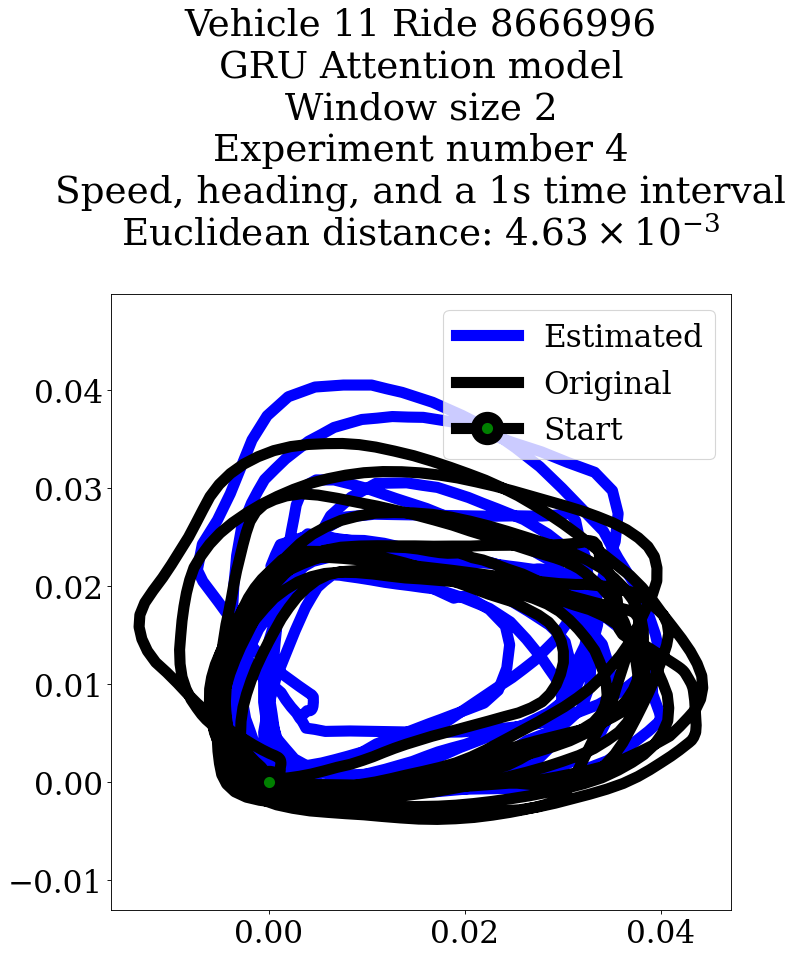 Vehicle 11 Ride 8666996
GRU Attention model
Window size 2
Experiment number 4
Speed, heading, and a 1s time interval
Euclidean distance: 4.63 × 10⁻³
Estimated
Original
Start
0.04
0.03
0.02
0.01
0.00
−0.01
0.00 0.02 0.04